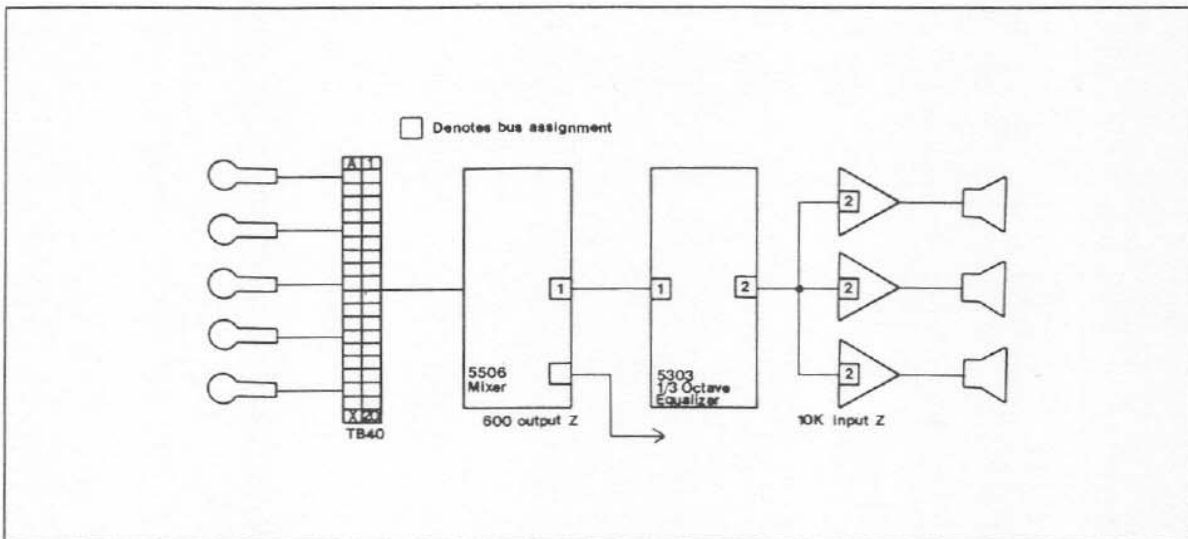 Denotes bus assignment
A 1
X 20
TB40
5506
Mixer
1
600 output Z
1
2
5303
1/3 Octave
Equalizer
2
2
2
10K input Z